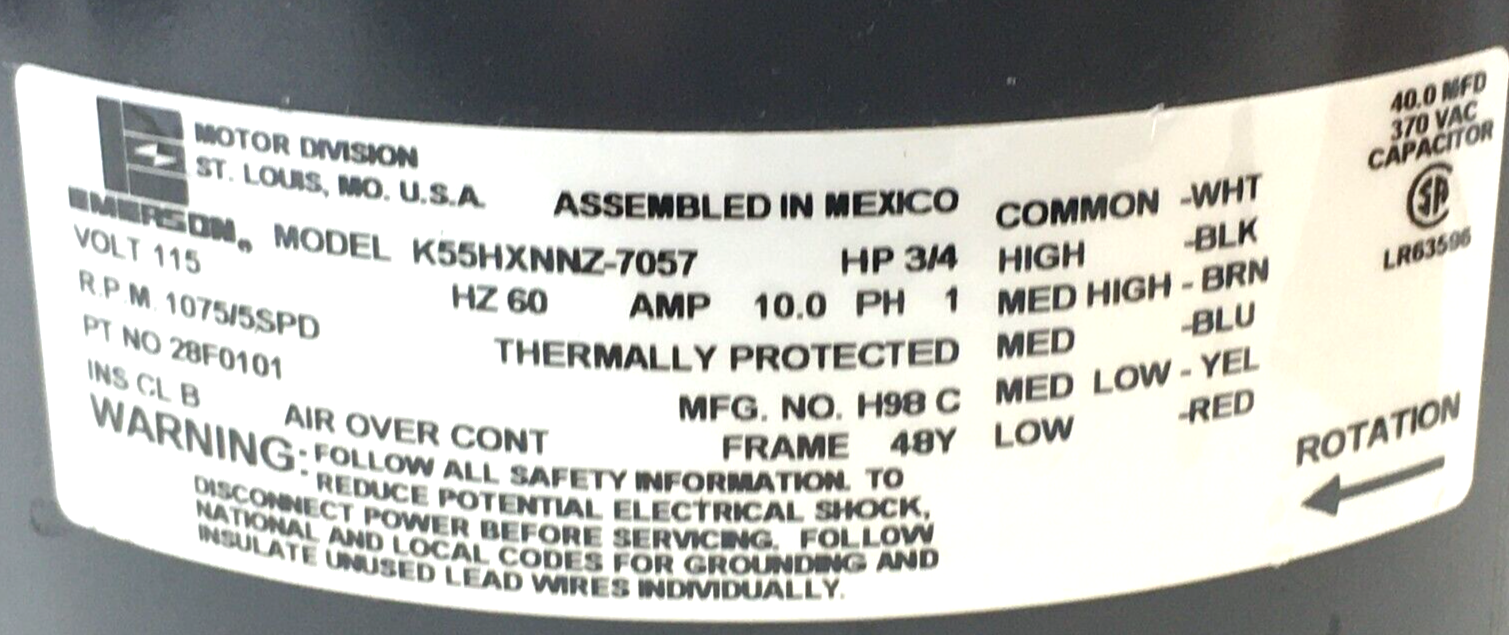 MOTOR DIVISION
ST. LOUIS, MO. U.S.A.
EMERSON®
ASSEMBLED IN MEXICO
MODEL K55HXNNZ-7057 HP 3/4
VOLT 115 HZ 60 AMP 10.0 PH 1
R.P.M. 1075/5SPD THERMALLY PROTECTED
PT NO 28F0101 MFG. NO. H98 C
INS CL B AIR OVER CONT FRAME 48Y
WARNING: FOLLOW ALL SAFETY INFORMATION. TO
REDUCE POTENTIAL ELECTRICAL SHOCK,
DISCONNECT POWER BEFORE SERVICING. FOLLOW
NATIONAL AND LOCAL CODES FOR GROUNDING AND
INSULATE UNUSED LEAD WIRES INDIVIDUALLY.
COMMON -WHT
HIGH -BLK
MED HIGH - BRN
MED -BLU
MED LOW - YEL
LOW -RED
40.0 MFD
370 VAC
CAPACITOR
SA
LR63596
ROTATION